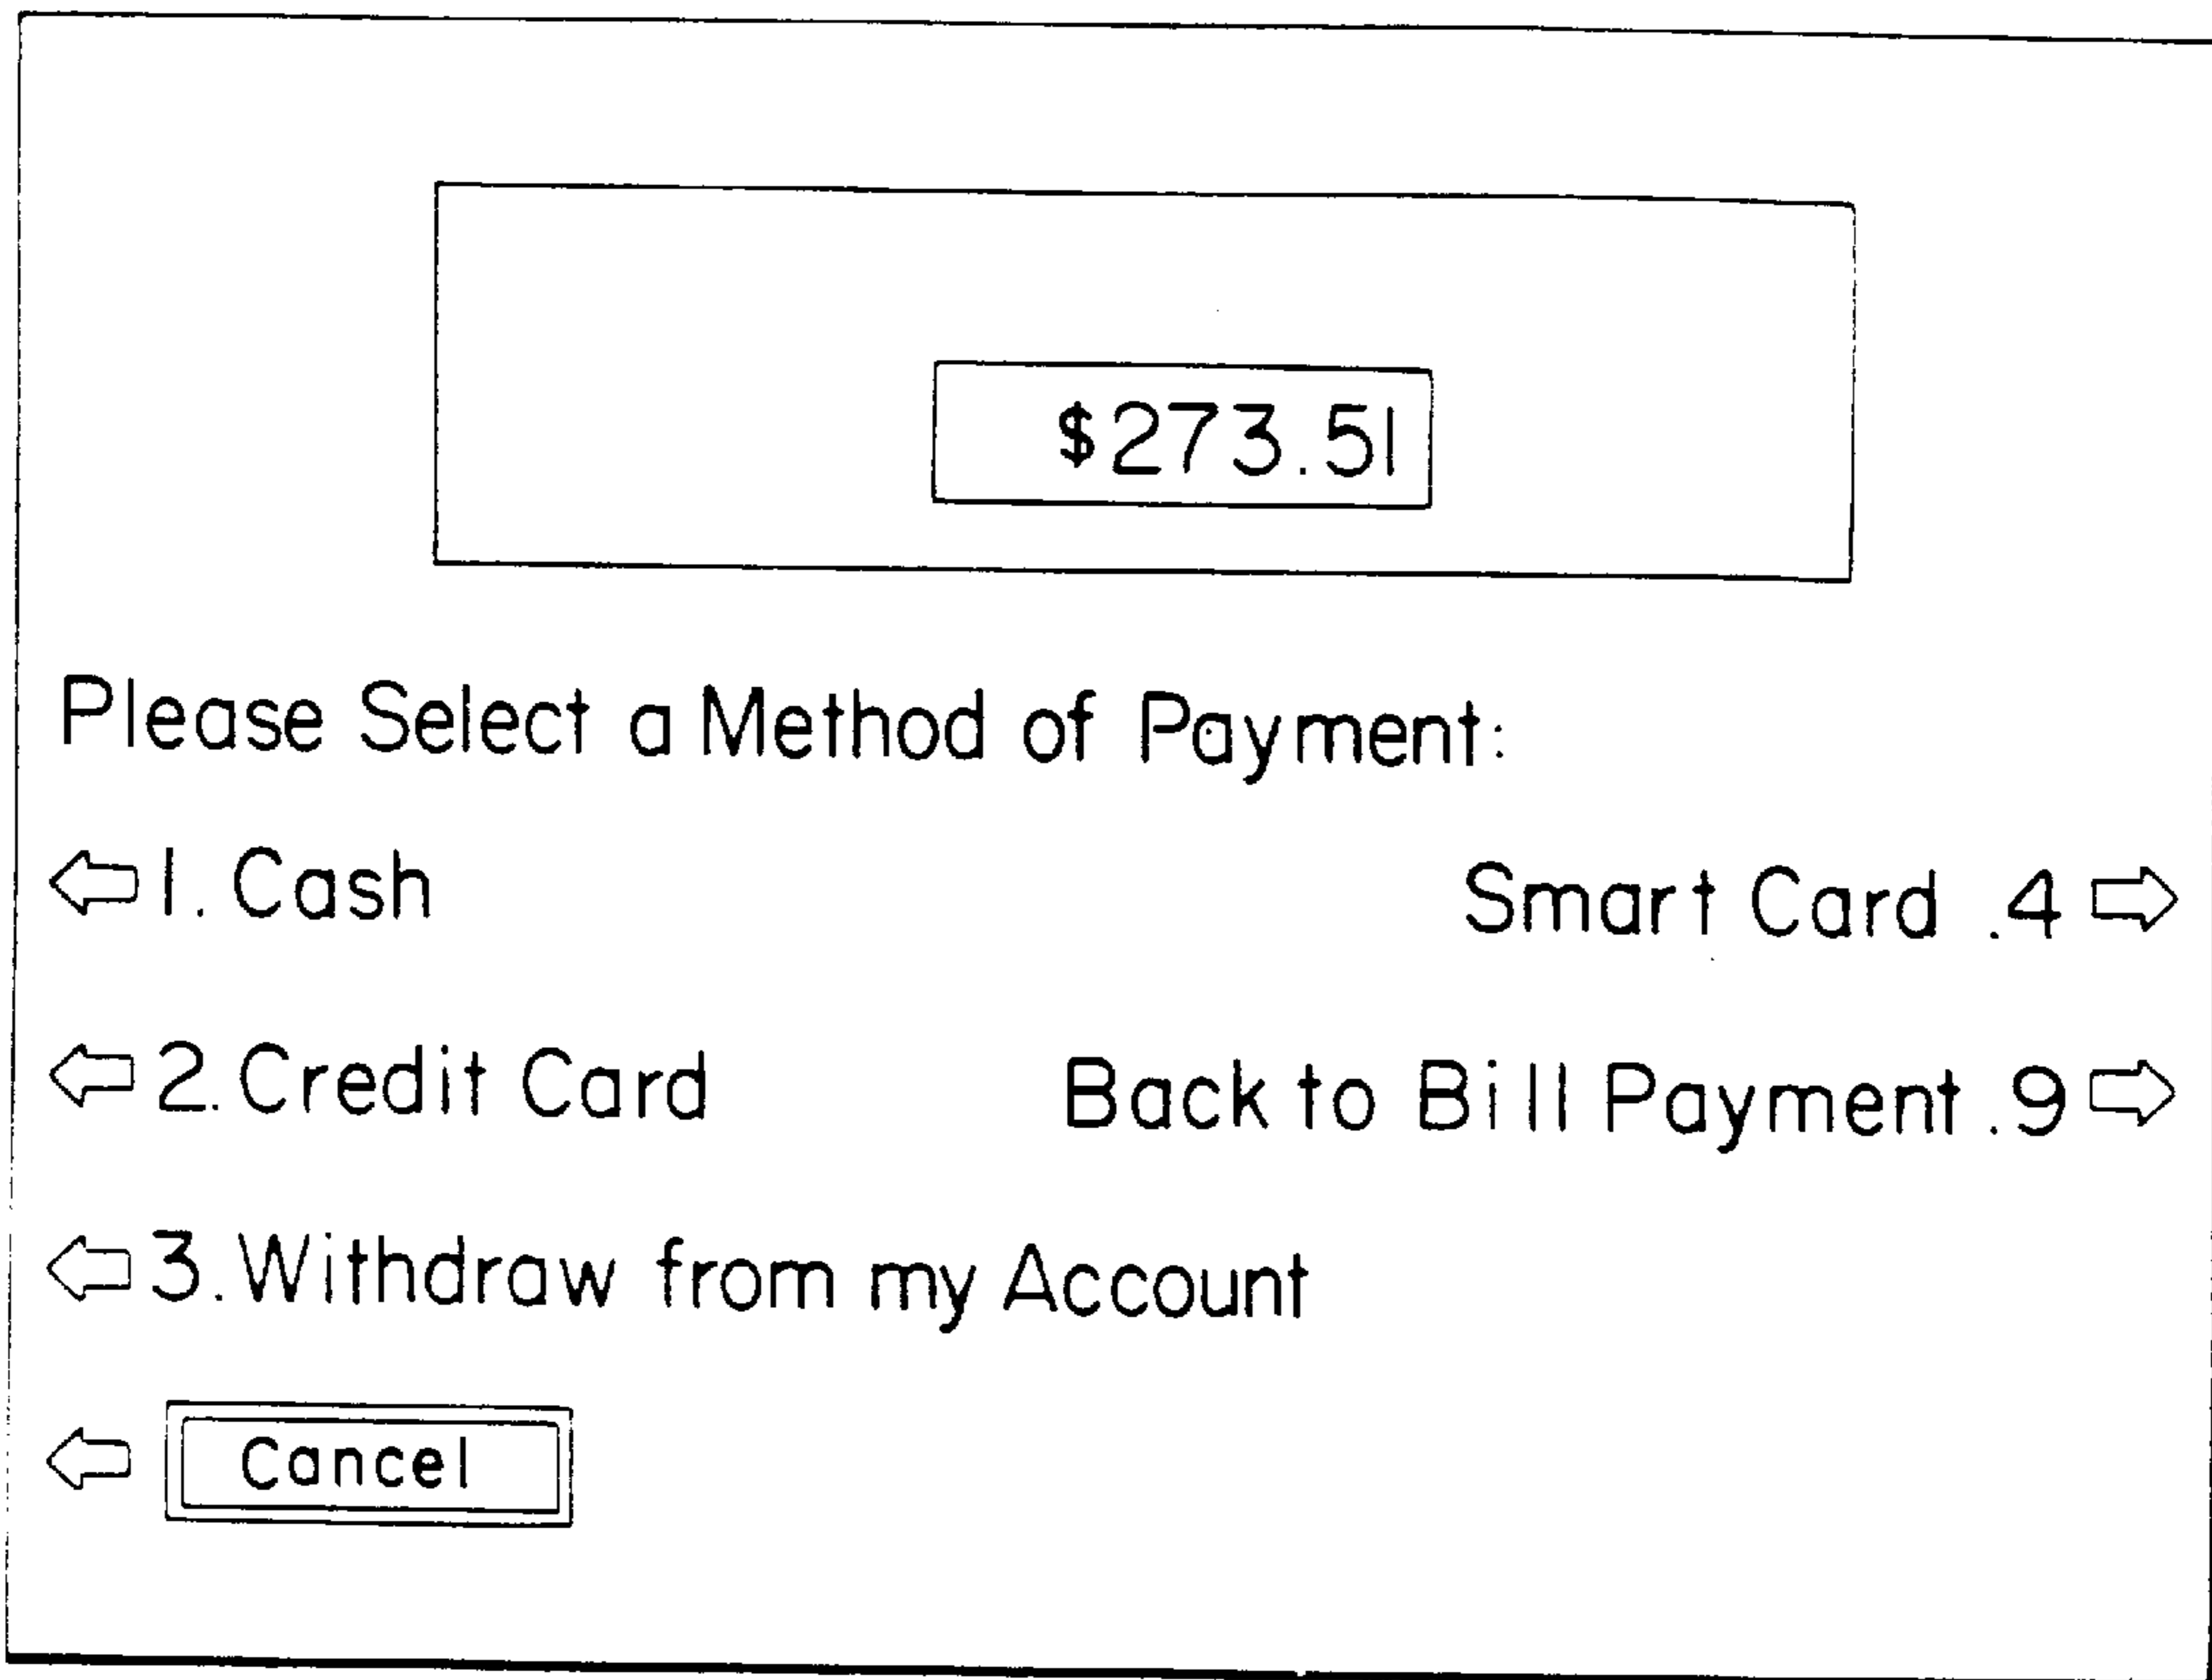 $273.51
Please Select a Method of Payment:
1. Cash
Smart Card .4
2. Credit Card
Back to Bill Payment .9
3. Withdraw from my Account
Cancel